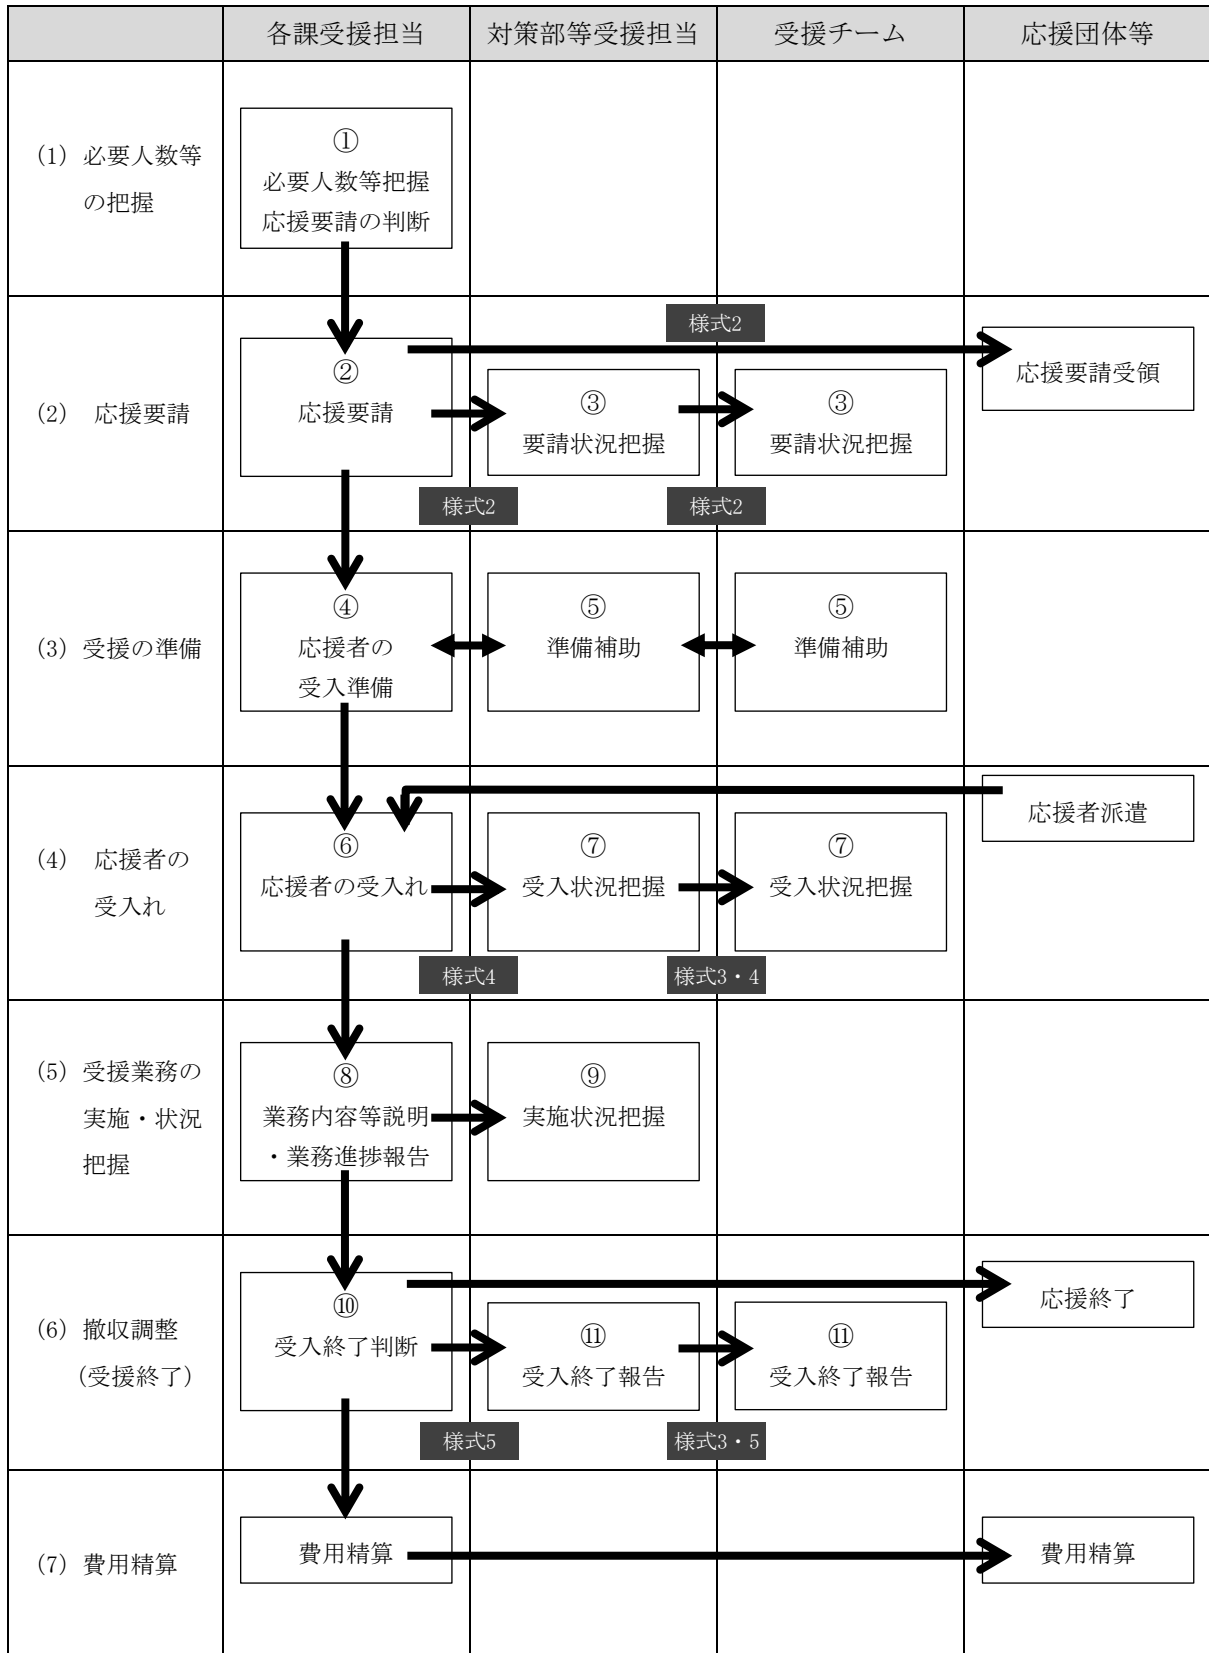 各課受援担当
対策部等受援担当
受援チーム
応援団体等
(1) 必要人数等
の把握
①
必要人数等把握
応援要請の判断
(2) 応援要請
②
応援要請
様式2
③
要請状況把握
③
要請状況把握
応援要請受領
様式2
様式2
(3) 受援の準備
④
応援者の
受入準備
⑤
準備補助
⑤
準備補助
(4) 応援者の
受入れ
⑥
応援者の受入れ
⑦
受入状況把握
⑦
受入状況把握
応援者派遣
様式4
様式3・4
(5) 受援業務の
実施・状況
把握
⑧
業務内容等説明
・業務進捗報告
⑨
実施状況把握
(6) 撤収調整
(受援終了)
⑩
受入終了判断
⑪
受入終了報告
⑪
受入終了報告
応援終了
様式5
様式3・5
(7) 費用精算
費用精算
費用精算